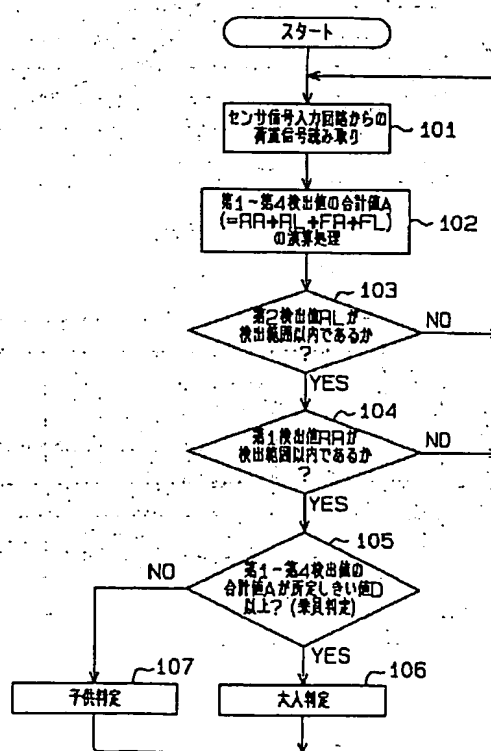 スタート
センサ信号入力回路からの
荷重信号読み取り
101
第1~第4検出値の合計値A
(=RR+RL+FR+FL)
の演算処理
102
103
第2検出値RLが
検出範囲以内であるか
?
NO
YES
104
第1検出値RRが
検出範囲以内であるか
?
NO
YES
105
第1~第4検出値の
合計値Aが所定しきい値D
以上?(乗員判定)
NO
YES
107
子供判定
106
大人判定